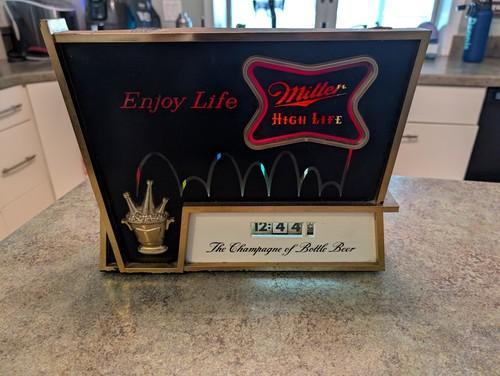 Enjoy Life
Miller
HIGH LIFE
12:44
The Champagne of Bottle Beer